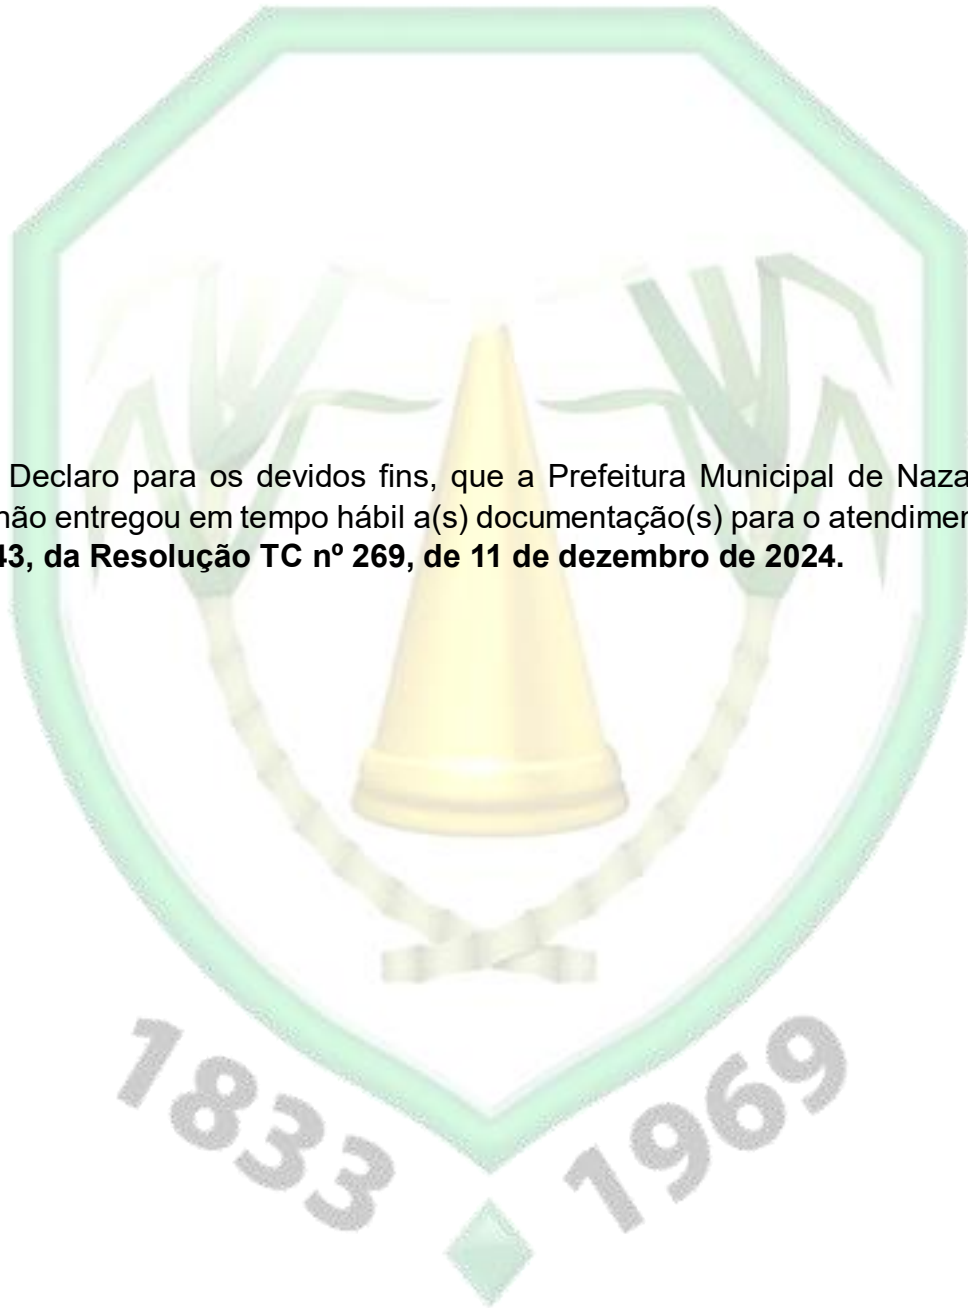 Declaro para os devidos fins, que a Prefeitura Municipal de Naza
não entregou em tempo hábil a(s) documentação(s) para o atendimen
43, da Resolução TC nº 269, de 11 de dezembro de 2024.
1833 1969